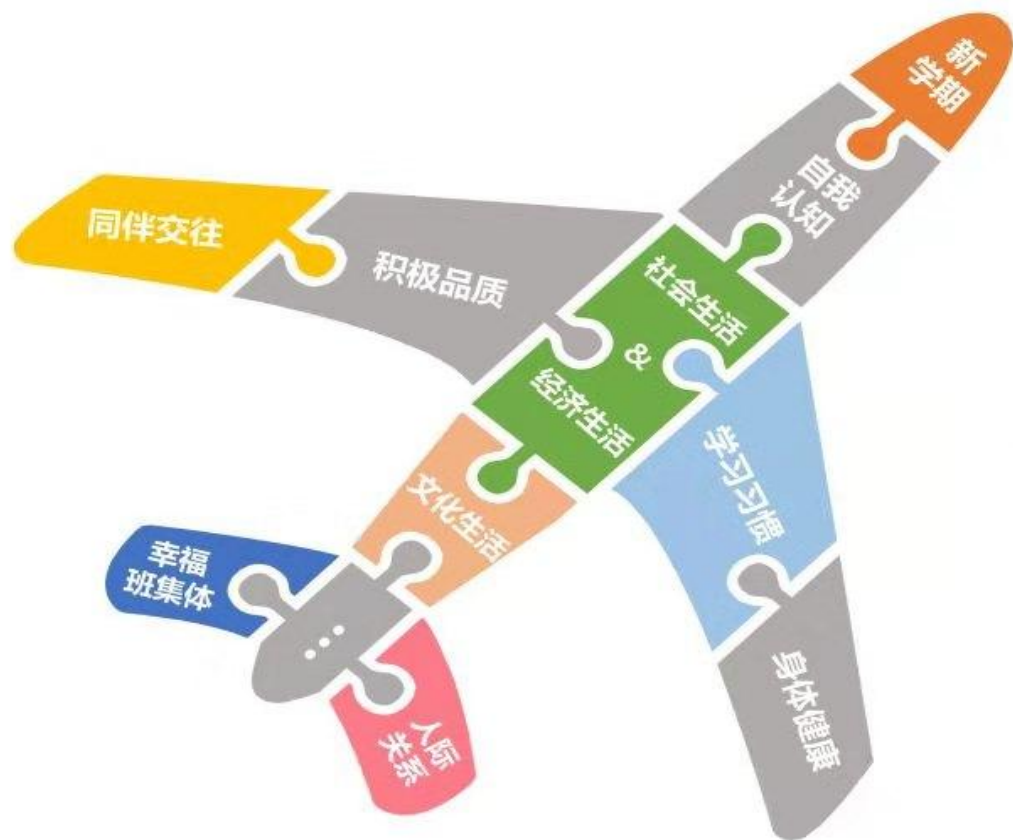 新
学期
自我
认知
同伴交往
积极品质
社会生活
&
经济生活
学习习惯
文化生活
幸福
班集体
...
人际
关系
身体健康